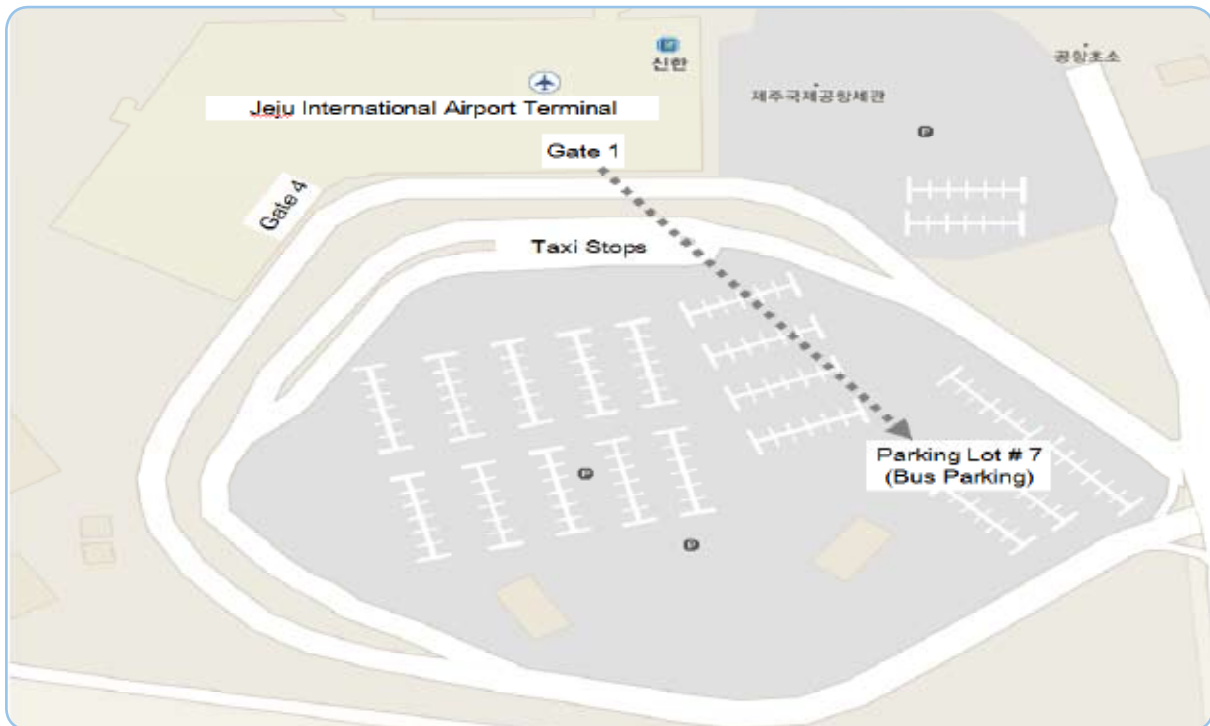 신한
공항초소
Jeju International Airport Terminal
제주국제공항세관
P
Gate 1
Gate 4
Taxi Stops
Parking Lot # 7
(Bus Parking)
P
P